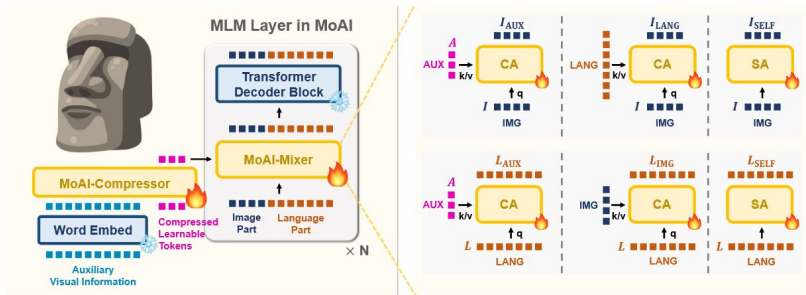 MLM Layer in MoAI
Transformer
Decoder Block
MoAI-Mixer
MoAI-Compressor
Word Embed
Compressed
Learnable
Tokens
Image
Part
Language
Part
× N
Auxiliary
Visual Information
I_AUX
A
AUX
k/v
CA
q
I
IMG
I_LANG
LANG
k/v
CA
q
I
IMG
I_SELF
SA
I
IMG
L_AUX
A
AUX
k/v
CA
q
L
LANG
L_IMG
IMG
k/v
CA
q
L
LANG
L_SELF
SA
L
LANG